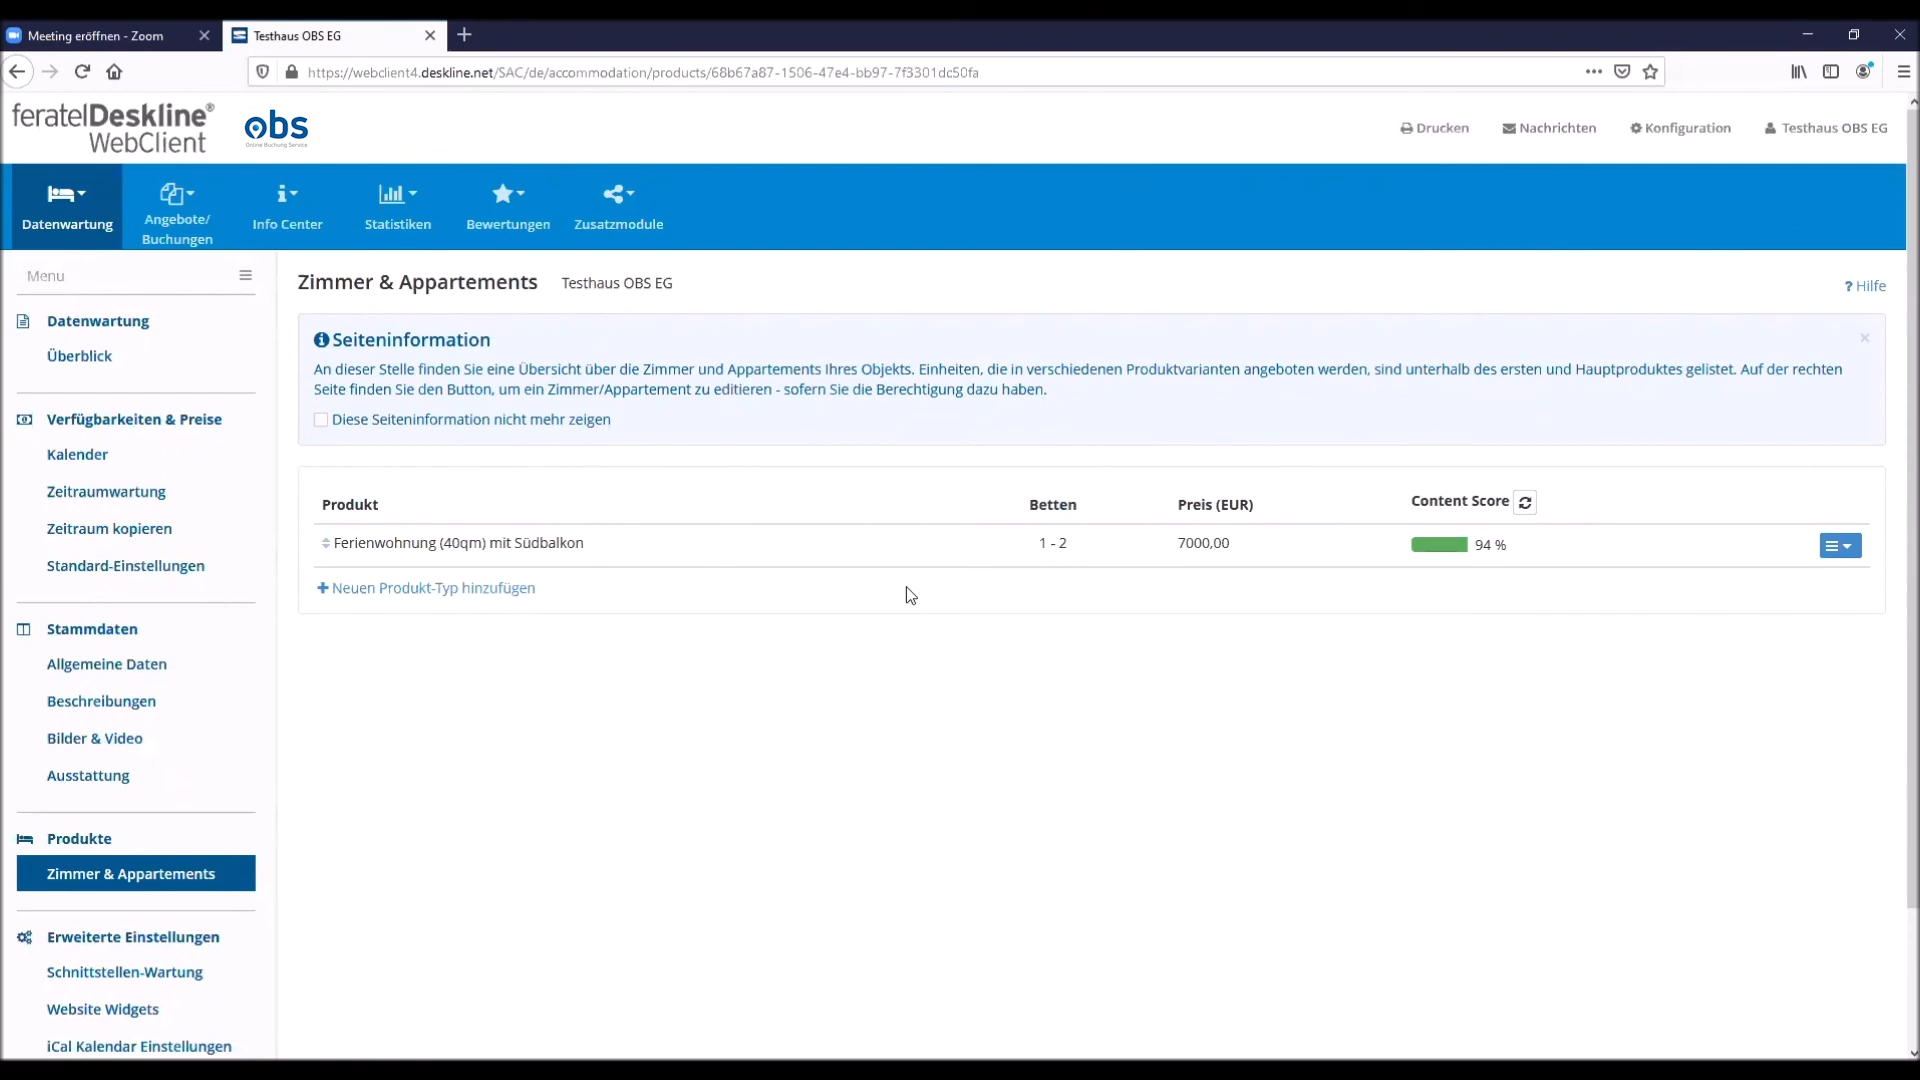 Meeting eröffnen - Zoom
Testhaus OBS EG
https://webclient4.deskline.net/SAC/de/accommodation/products/68b67a87-1506-47e4-bb97-7f3301dc50fa
feratelDeskline®
WebClient
obs
Online Buchung Service
Drucken
Nachrichten
Konfiguration
Testhaus OBS EG
Datenwartung
Angebote/
Buchungen
Info Center
Statistiken
Bewertungen
Zusatzmodule
Menu
Datenwartung
Überblick
Verfügbarkeiten & Preise
Kalender
Zeitraumwartung
Zeitraum kopieren
Standard-Einstellungen
Stammdaten
Allgemeine Daten
Beschreibungen
Bilder & Video
Ausstattung
Produkte
Zimmer & Appartements
Erweiterte Einstellungen
Schnittstellen-Wartung
Website Widgets
iCal Kalendar Einstellungen
Zimmer & Appartements Testhaus OBS EG
? Hilfe
Seiteninformation
An dieser Stelle finden Sie eine Übersicht über die Zimmer und Appartements Ihres Objekts. Einheiten, die in verschiedenen Produktvarianten angeboten werden, sind unterhalb des ersten und Hauptproduktes gelistet. Auf der rechten
Seite finden Sie den Button, um ein Zimmer/Appartement zu editieren - sofern Sie die Berechtigung dazu haben.
Diese Seiteninformation nicht mehr zeigen
Produkt Betten Preis (EUR) Content Score
Ferienwohnung (40qm) mit Südbalkon 1 - 2 7000,00 94 %
Neuen Produkt-Typ hinzufügen